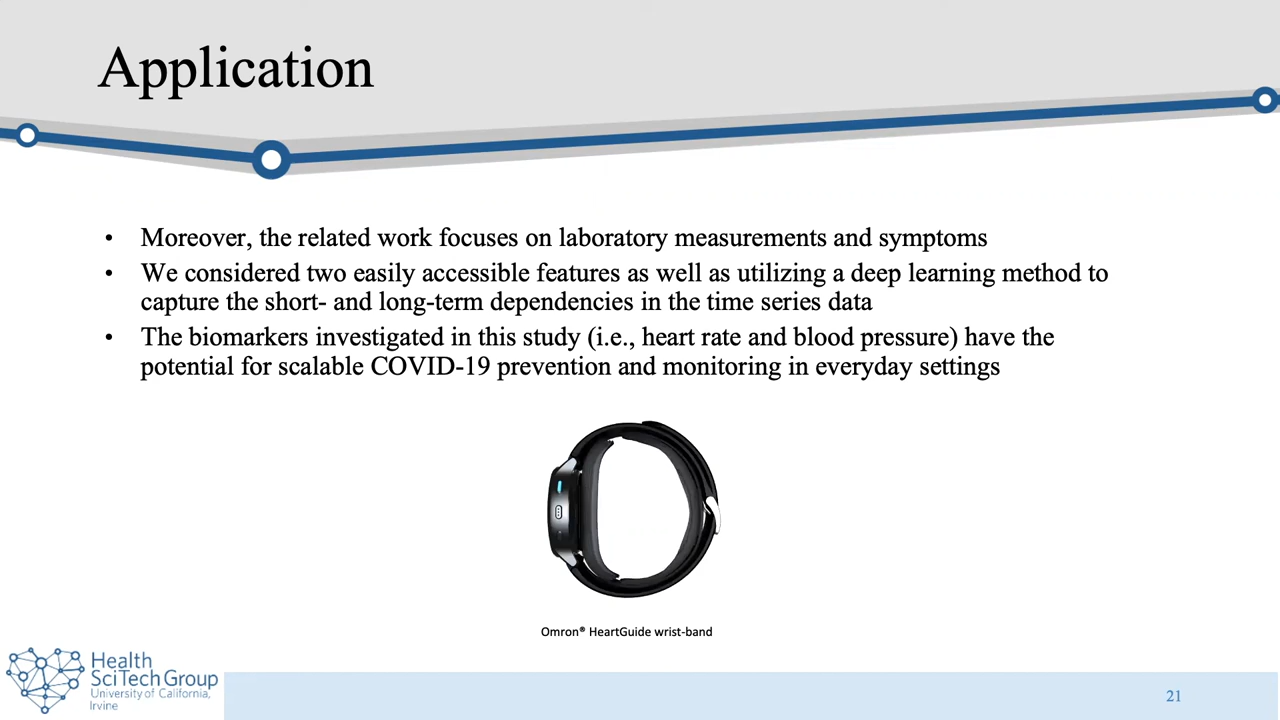 Application
• Moreover, the related work focuses on laboratory measurements and symptoms
• We considered two easily accessible features as well as utilizing a deep learning method to
capture the short- and long-term dependencies in the time series data
• The biomarkers investigated in this study (i.e., heart rate and blood pressure) have the
potential for scalable COVID-19 prevention and monitoring in everyday settings
Omron® HeartGuide wrist-band
Health
SciTech Group
University of California,
Irvine
21